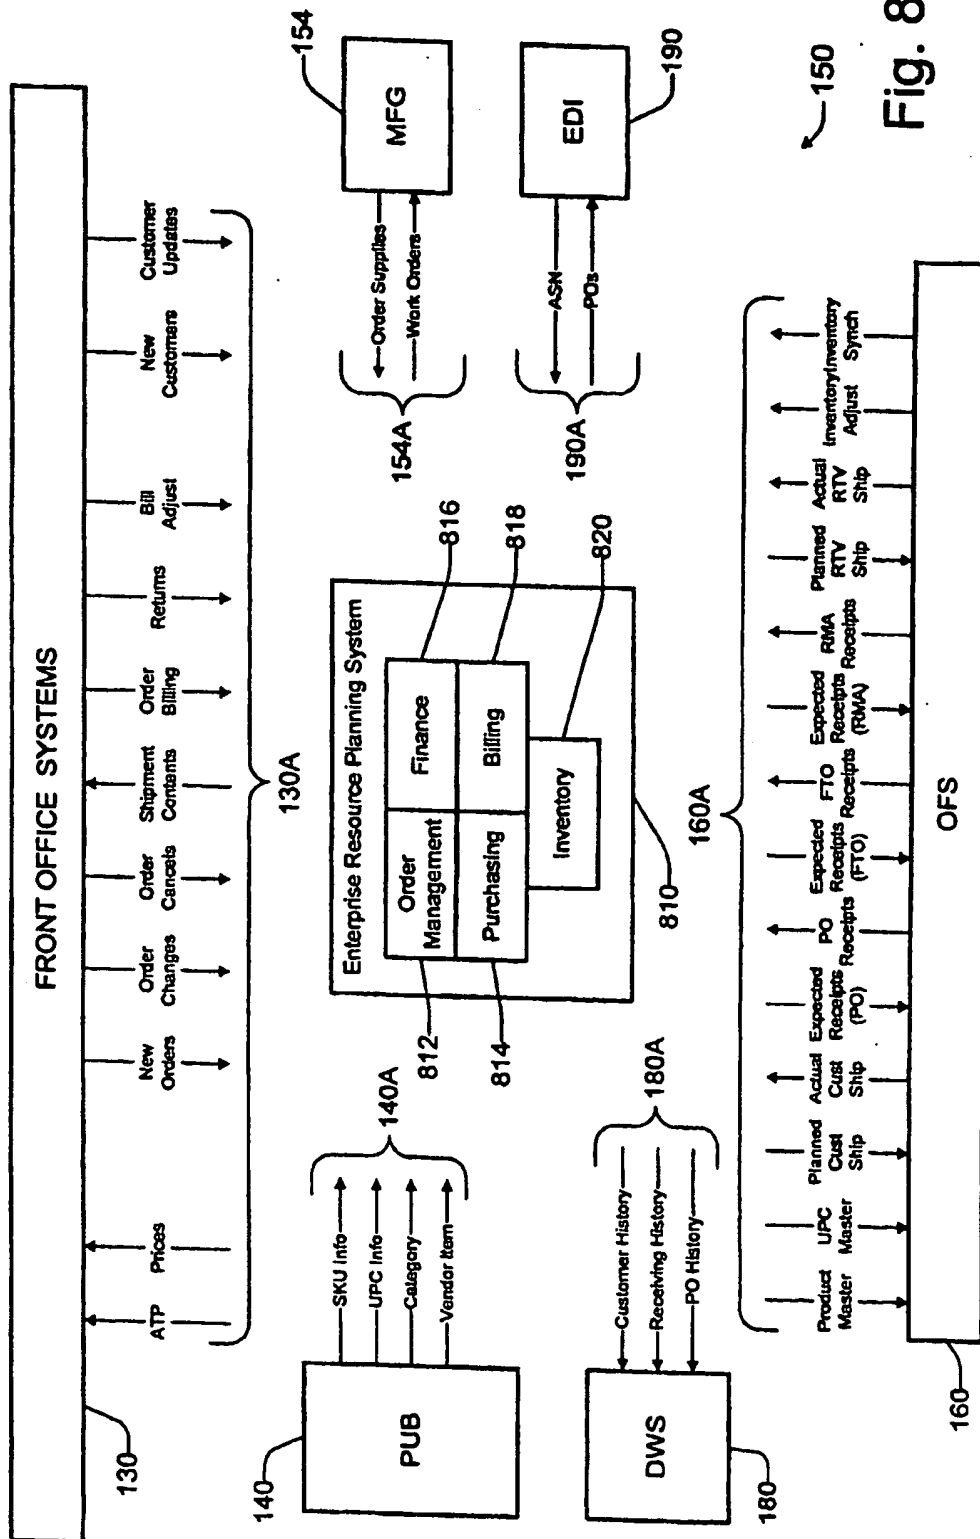 FRONT OFFICE SYSTEMS
130
ATP
Prices
New
Orders
Order
Changes
Order
Cancels
Shipment
Contents
Order
Billing
Returns
Bill
Adjust
New
Customers
Customer
Updates
130A
140
PUB
SKU Info
UPC Info
Category
Vendor Item
140A
Enterprise Resource Planning System
Order
Management
Finance
Purchasing
Billing
Inventory
812
814
816
818
820
810
154
MFG
Order Supplies
Work Orders
154A
190
EDI
ASN
POs
190A
180
DWS
Customer History
Receiving History
PO History
180A
160A
Product
Master
UPC
Master
Planned
Cust
Ship
Actual
Cust
Ship
Expected
Receipts
(PO)
PO
Receipts
Expected
Receipts
(FTO)
FTO
Receipts
Expected
Receipts
(RMA)
RMA
Receipts
Planned
RTV
Ship
Actual
RTV
Ship
Inventory
Adjust
Inventory
Synch
OFS
160
150
Fig. 8